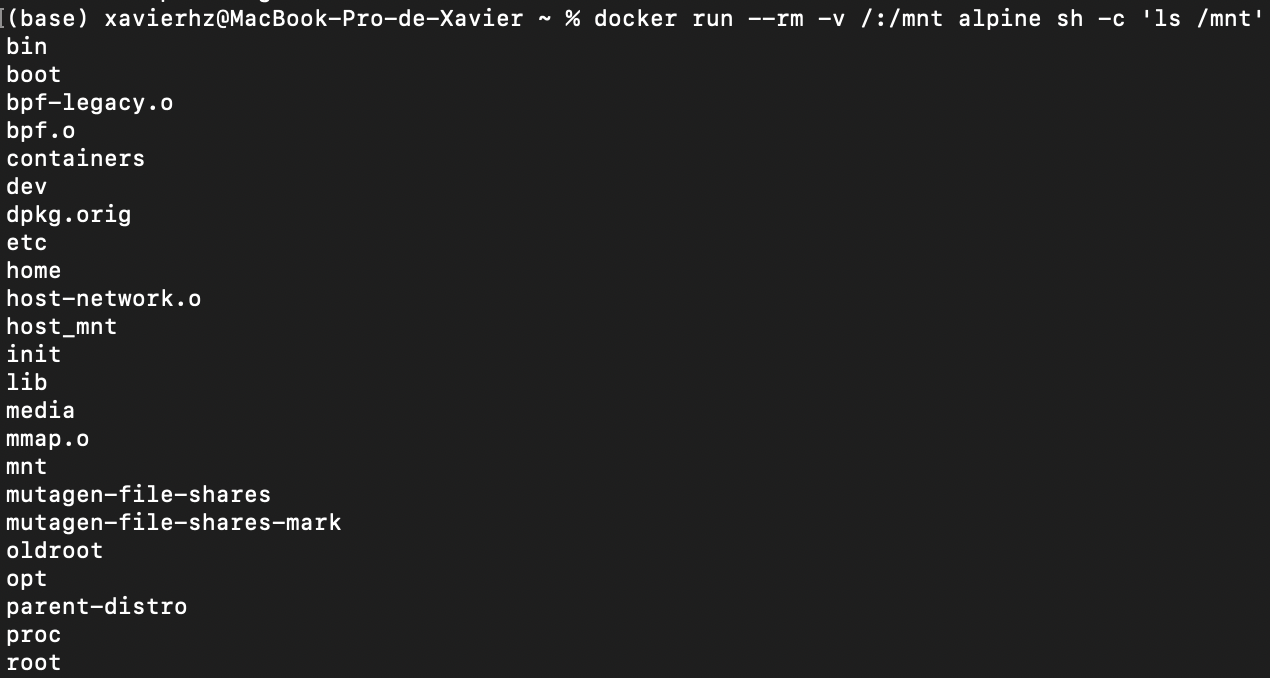 (base) xavierhz@MacBook-Pro-de-Xavier ~ % docker run --rm -v /:/mnt alpine sh -c 'ls /mnt'
bin
boot
bpf-legacy.o
bpf.o
containers
dev
dpkg.orig
etc
home
host-network.o
host_mnt
init
lib
media
mmap.o
mnt
mutagen-file-shares
mutagen-file-shares-mark
oldroot
opt
parent-distro
proc
root